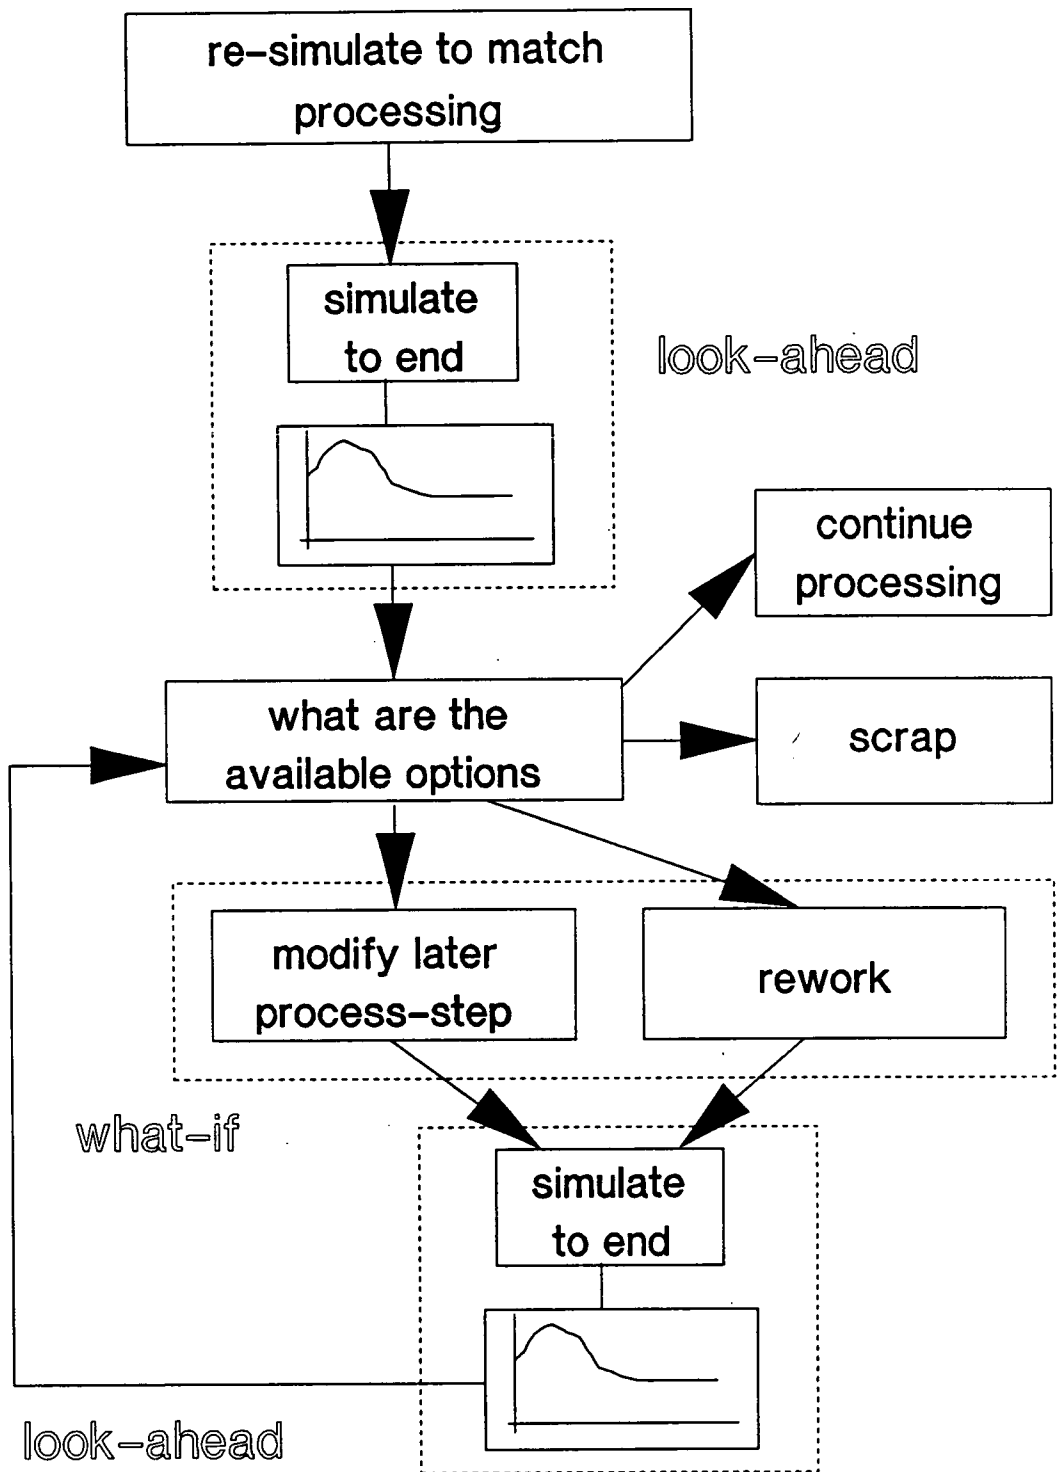 re-simulate to match
processing
simulate
to end
look-ahead
continue
processing
what are the
available options
scrap
modify later
process-step
rework
what-if
simulate
to end
look-ahead